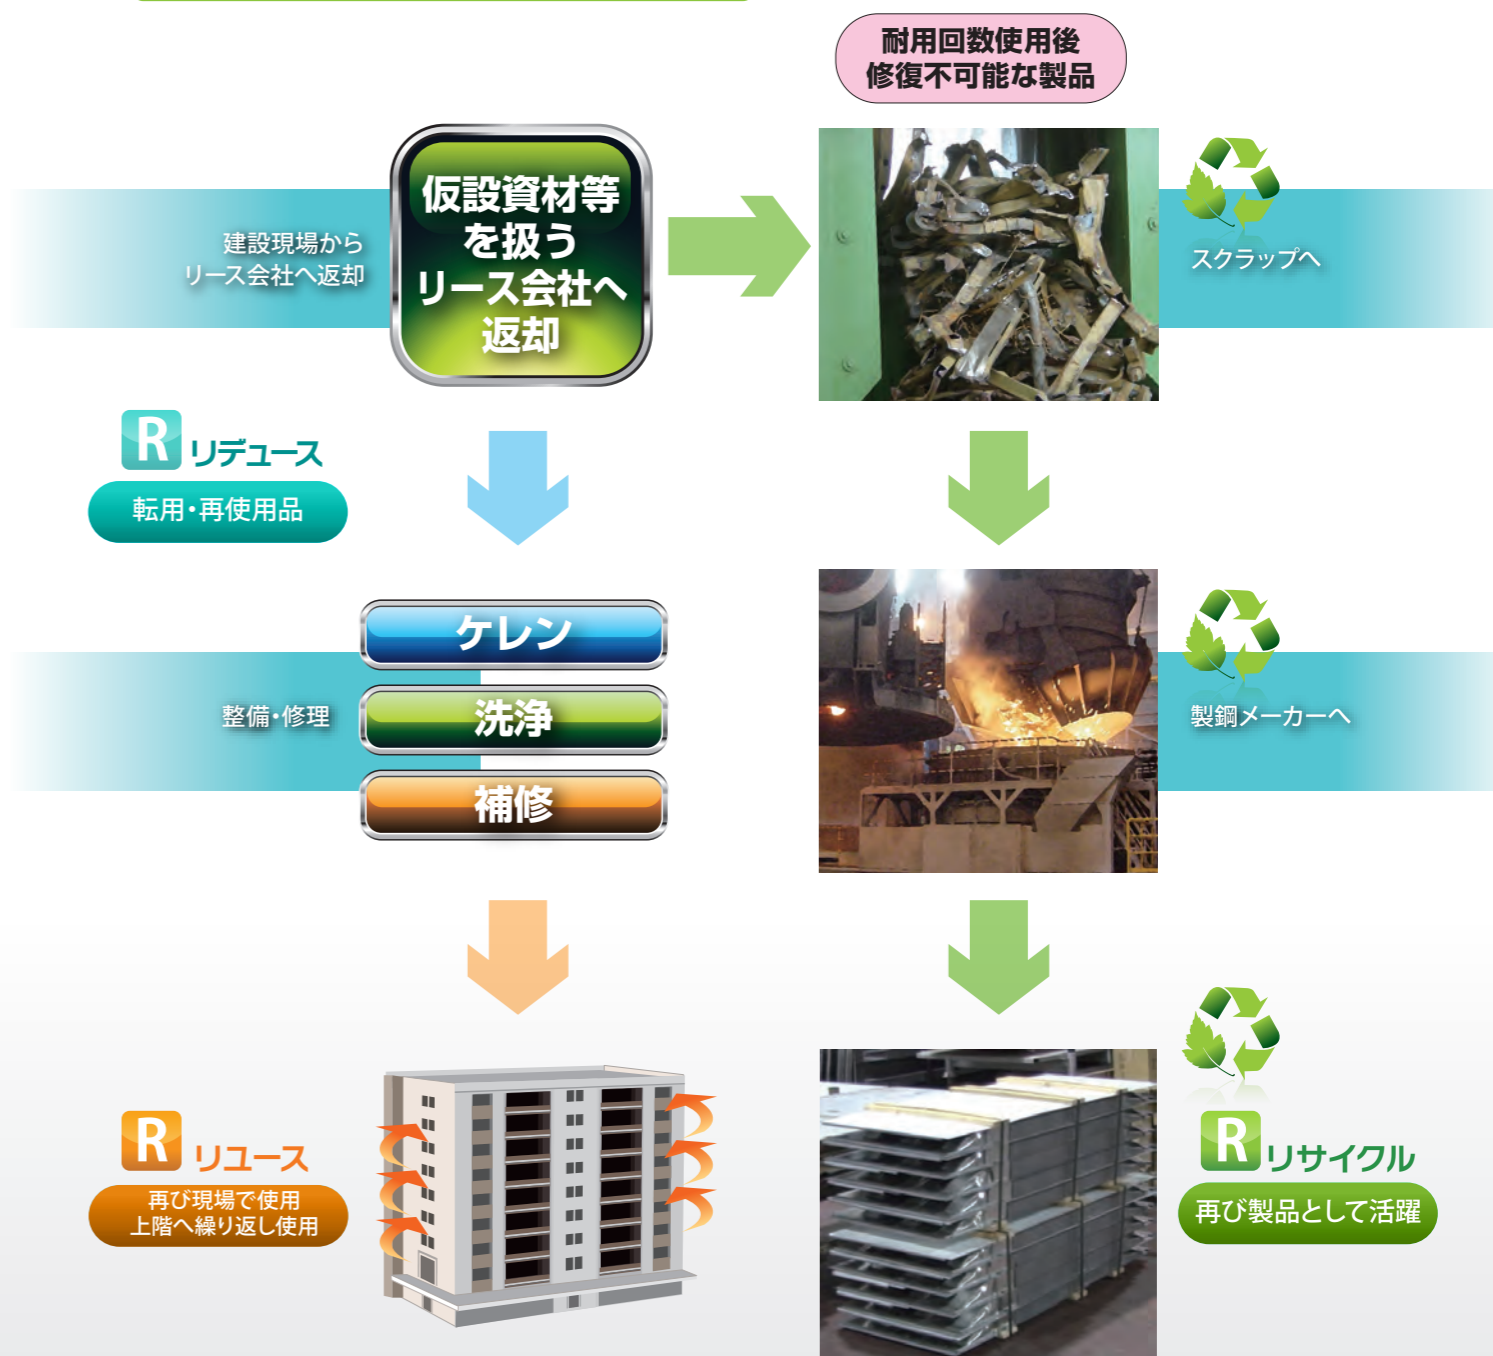 耐用回数使用後
修復不可能な製品
建設現場から
リース会社へ返却
仮設資材等
を扱う
リース会社へ
返却
スクラップへ
R リデュース
転用・再使用品
整備・修理
ケレン
洗浄
補修
製鋼メーカーへ
R リユース
再び現場で使用
上階へ繰り返し使用
R リサイクル
再び製品として活躍